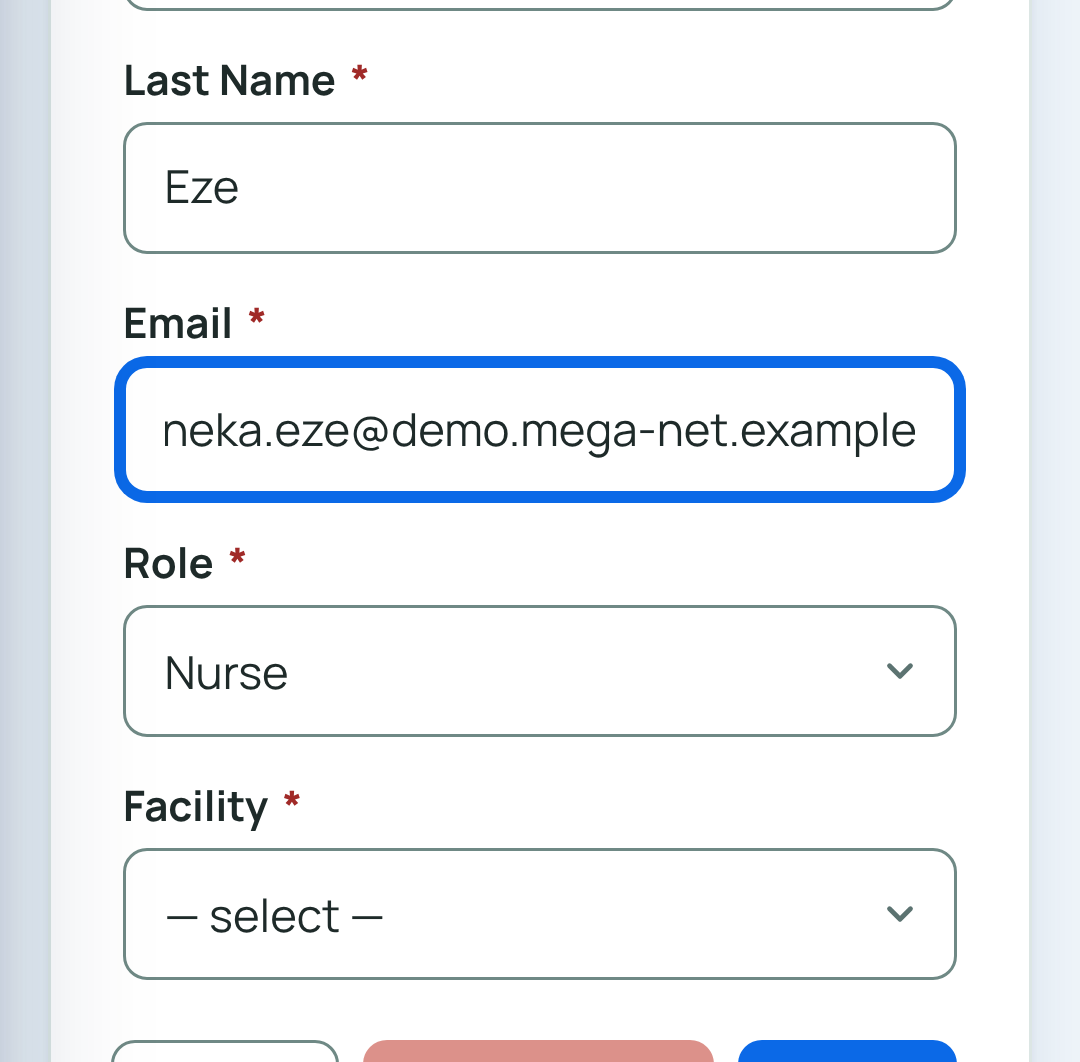 Last Name *
Eze
Email *
neka.eze@demo.mega-net.example
Role *
Nurse
Facility *
— select —